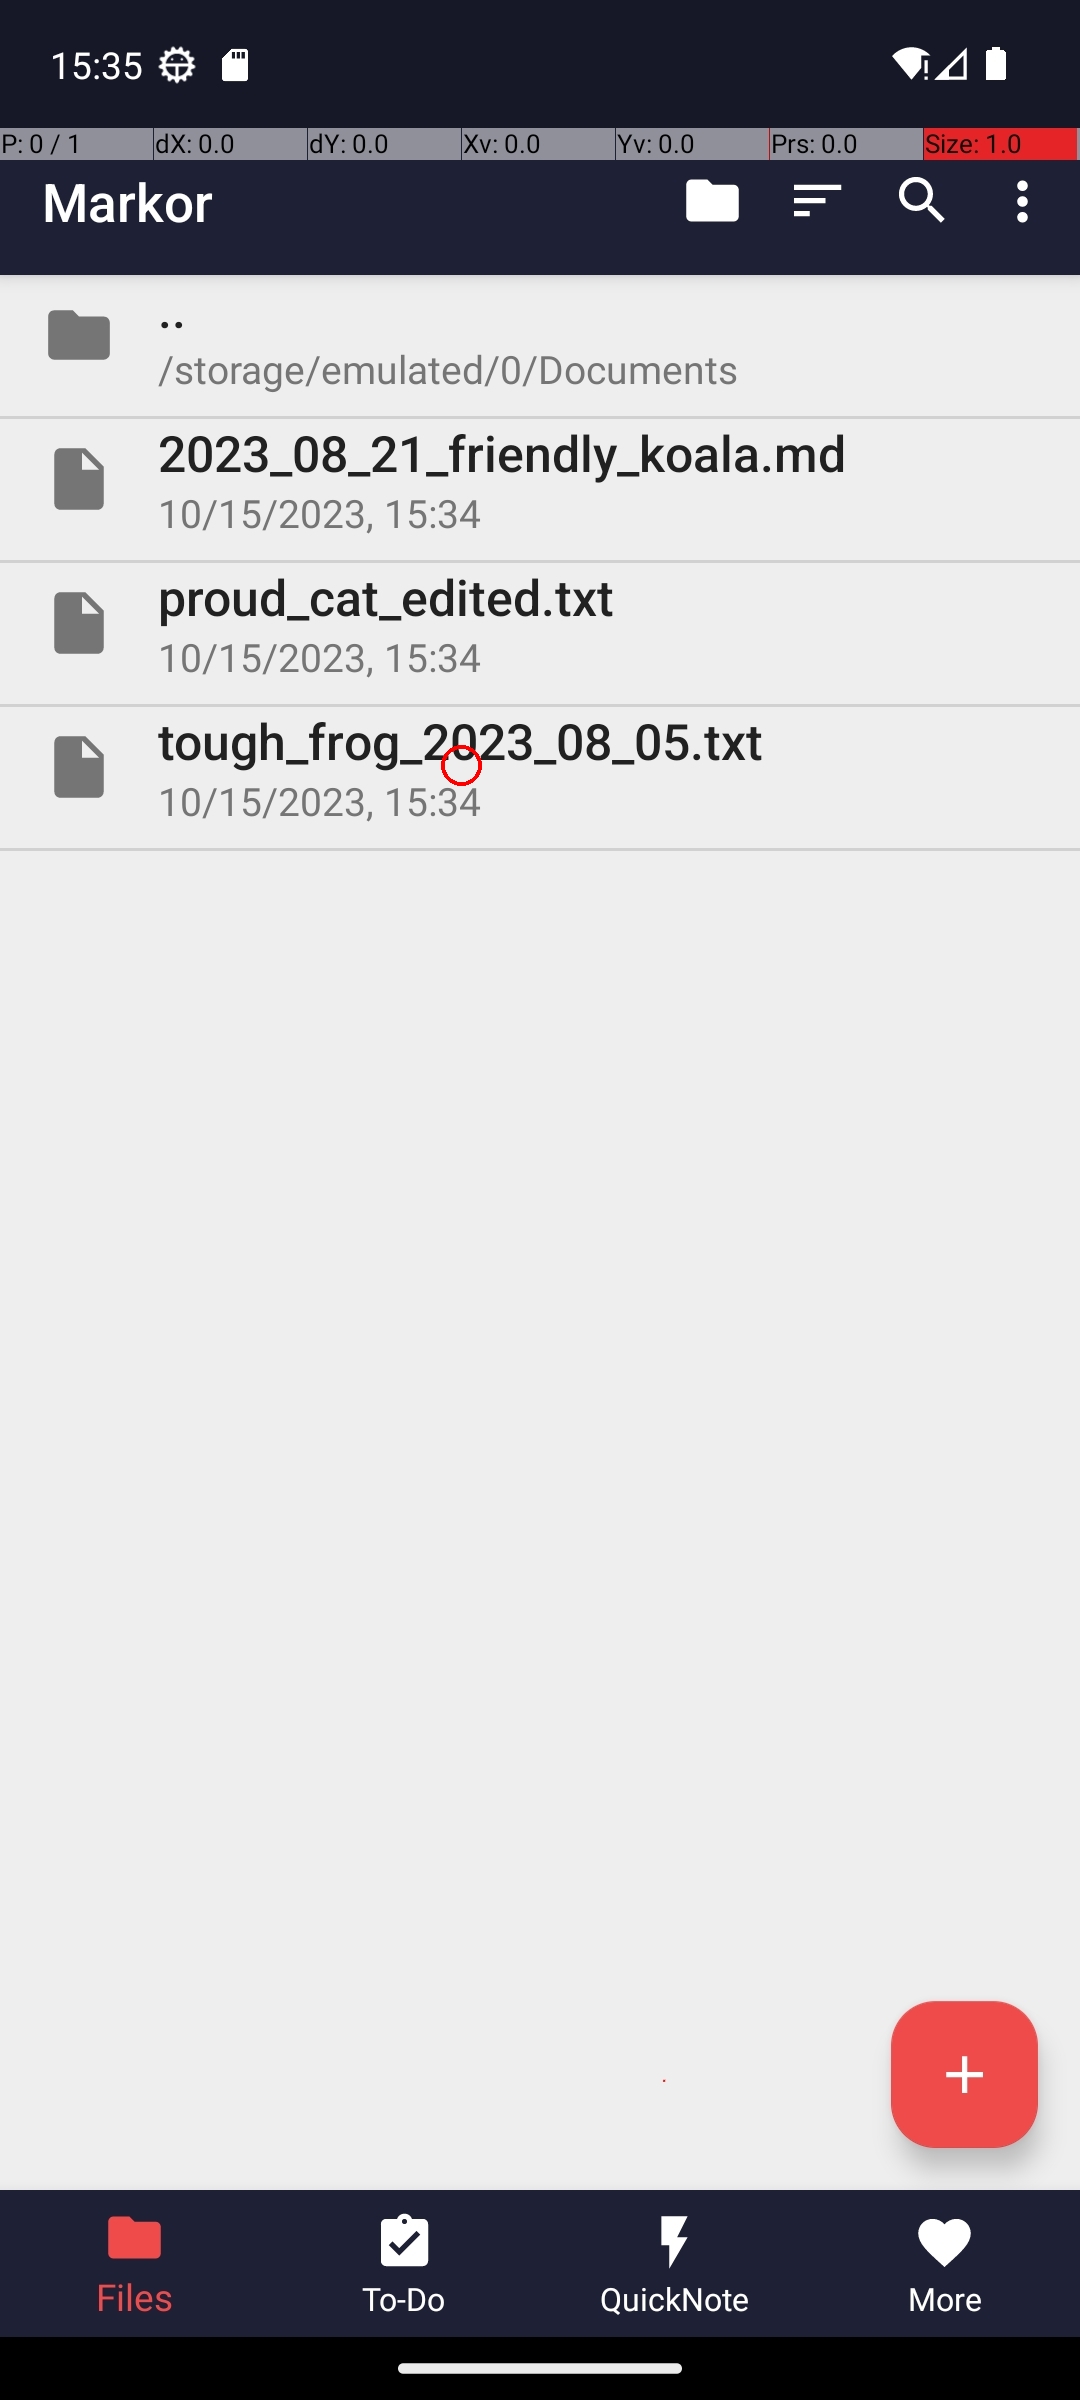 15:35
P: 0 / 1 dX: 0.0 dY: 0.0 Xv: 0.0 Yv: 0.0 Prs: 0.0 Size: 1.0
Markor
..
/storage/emulated/0/Documents
2023_08_21_friendly_koala.md
10/15/2023, 15:34
proud_cat_edited.txt
10/15/2023, 15:34
tough_frog_2023_08_05.txt
10/15/2023, 15:34
Files To-Do QuickNote More